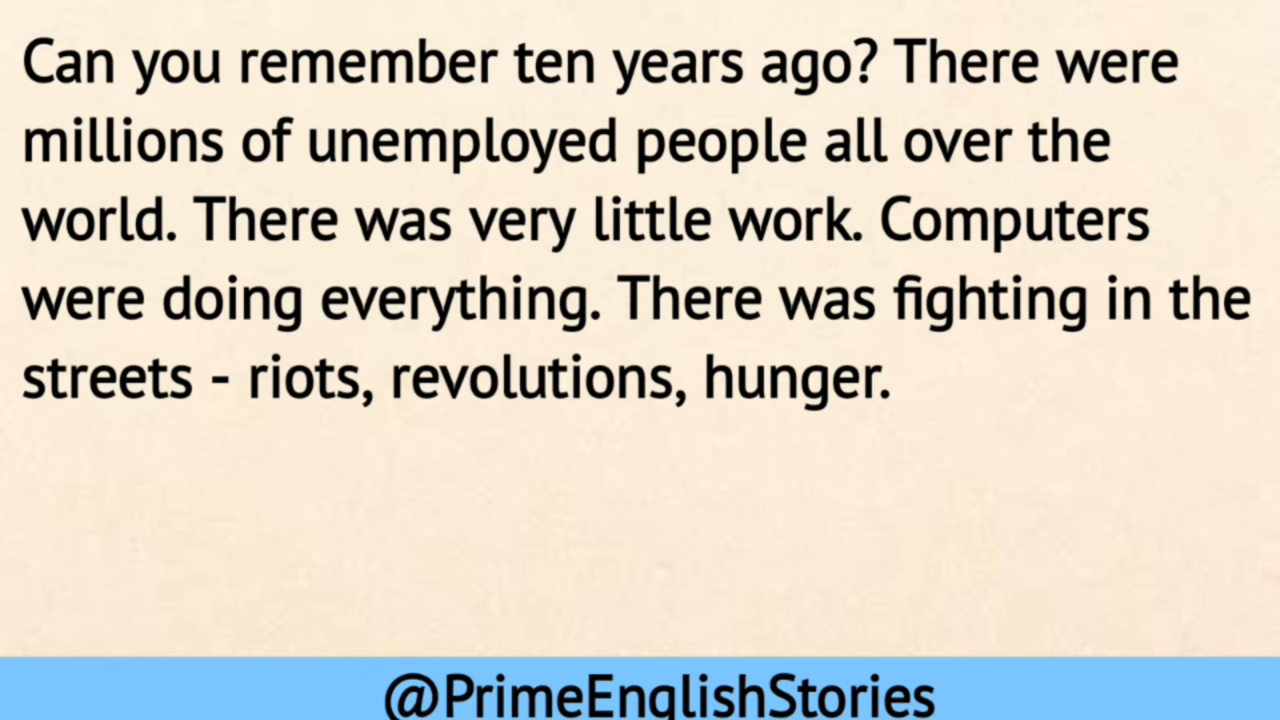 Can you remember ten years ago? There were
millions of unemployed people all over the
world. There was very little work. Computers
were doing everything. There was fighting in the
streets - riots, revolutions, hunger.
@PrimeEnglishStories